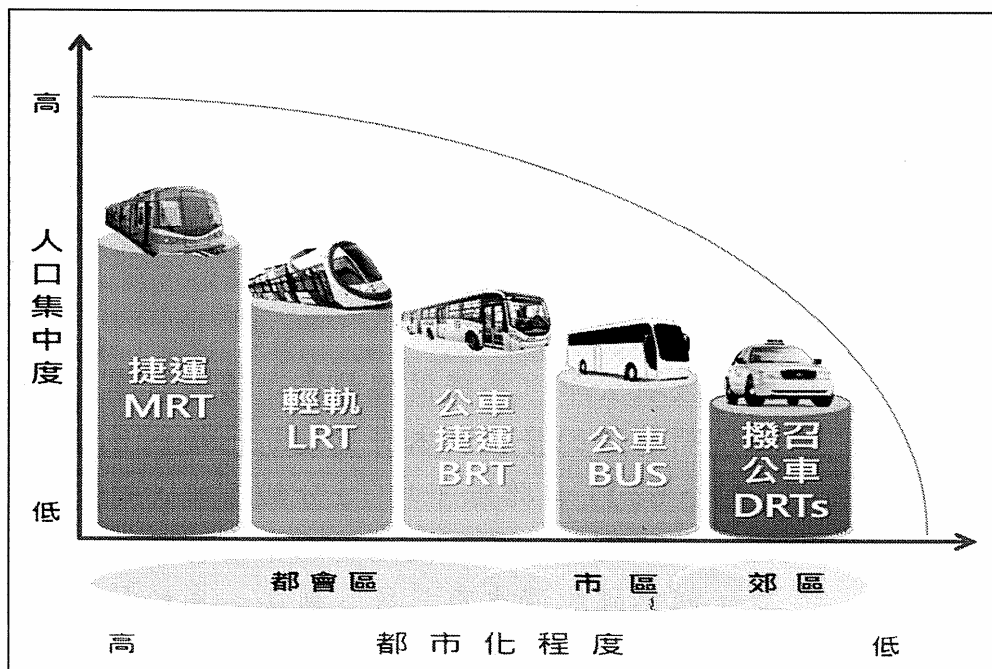 高
人口集中度
低
捷運
MRT
輕軌
LRT
公車
捷運
BRT
公車
BUS
撥召
公車
DRTs
都會區
市區
郊區
高
都市化程度
低